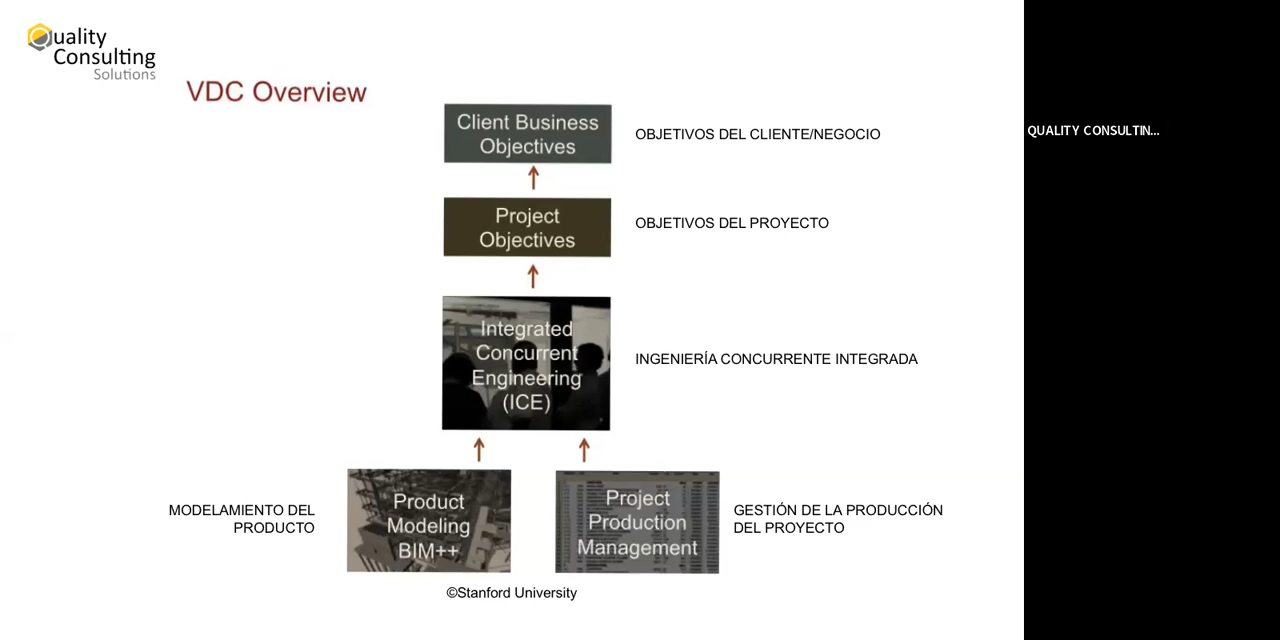 Quality
Consulting
Solutions
VDC Overview
Client Business
Objectives
OBJETIVOS DEL CLIENTE/NEGOCIO
QUALITY CONSULTIN...
Project
Objectives
OBJETIVOS DEL PROYECTO
Integrated
Concurrent
Engineering
(ICE)
INGENIERÍA CONCURRENTE INTEGRADA
MODELAMIENTO DEL
PRODUCTO
Product
Modeling
BIM++
Project
Production
Management
GESTIÓN DE LA PRODUCCIÓN
DEL PROYECTO
©Stanford University